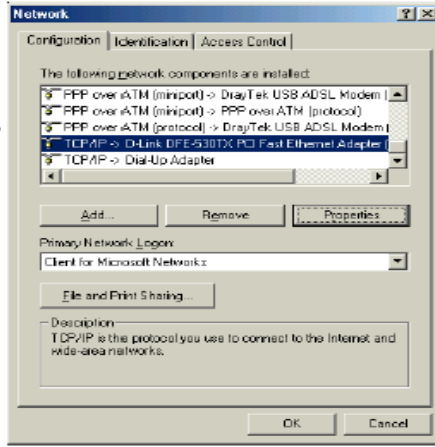 Network
Configuration Identification Access Control
The following network components are installed:
PPP over ATM (miniport) -> DrayTek USB ADSL Modem (
PPP over ATM (miniport) -> PPP over ATM (protocol)
PPP over ATM (protocol) -> DrayTek USB ADSL Modem (
TCP/IP -> D-Link DFE-530TX PCI Fast Ethernet Adapter (
TCP/IP -> Dial-Up Adapter
Add... Remove Properties
Primary Network Logon:
Client for Microsoft Networks
File and Print Sharing...
Description
TCP/IP is the protocol you use to connect to the Internet and
wide-area networks.
OK Cancel